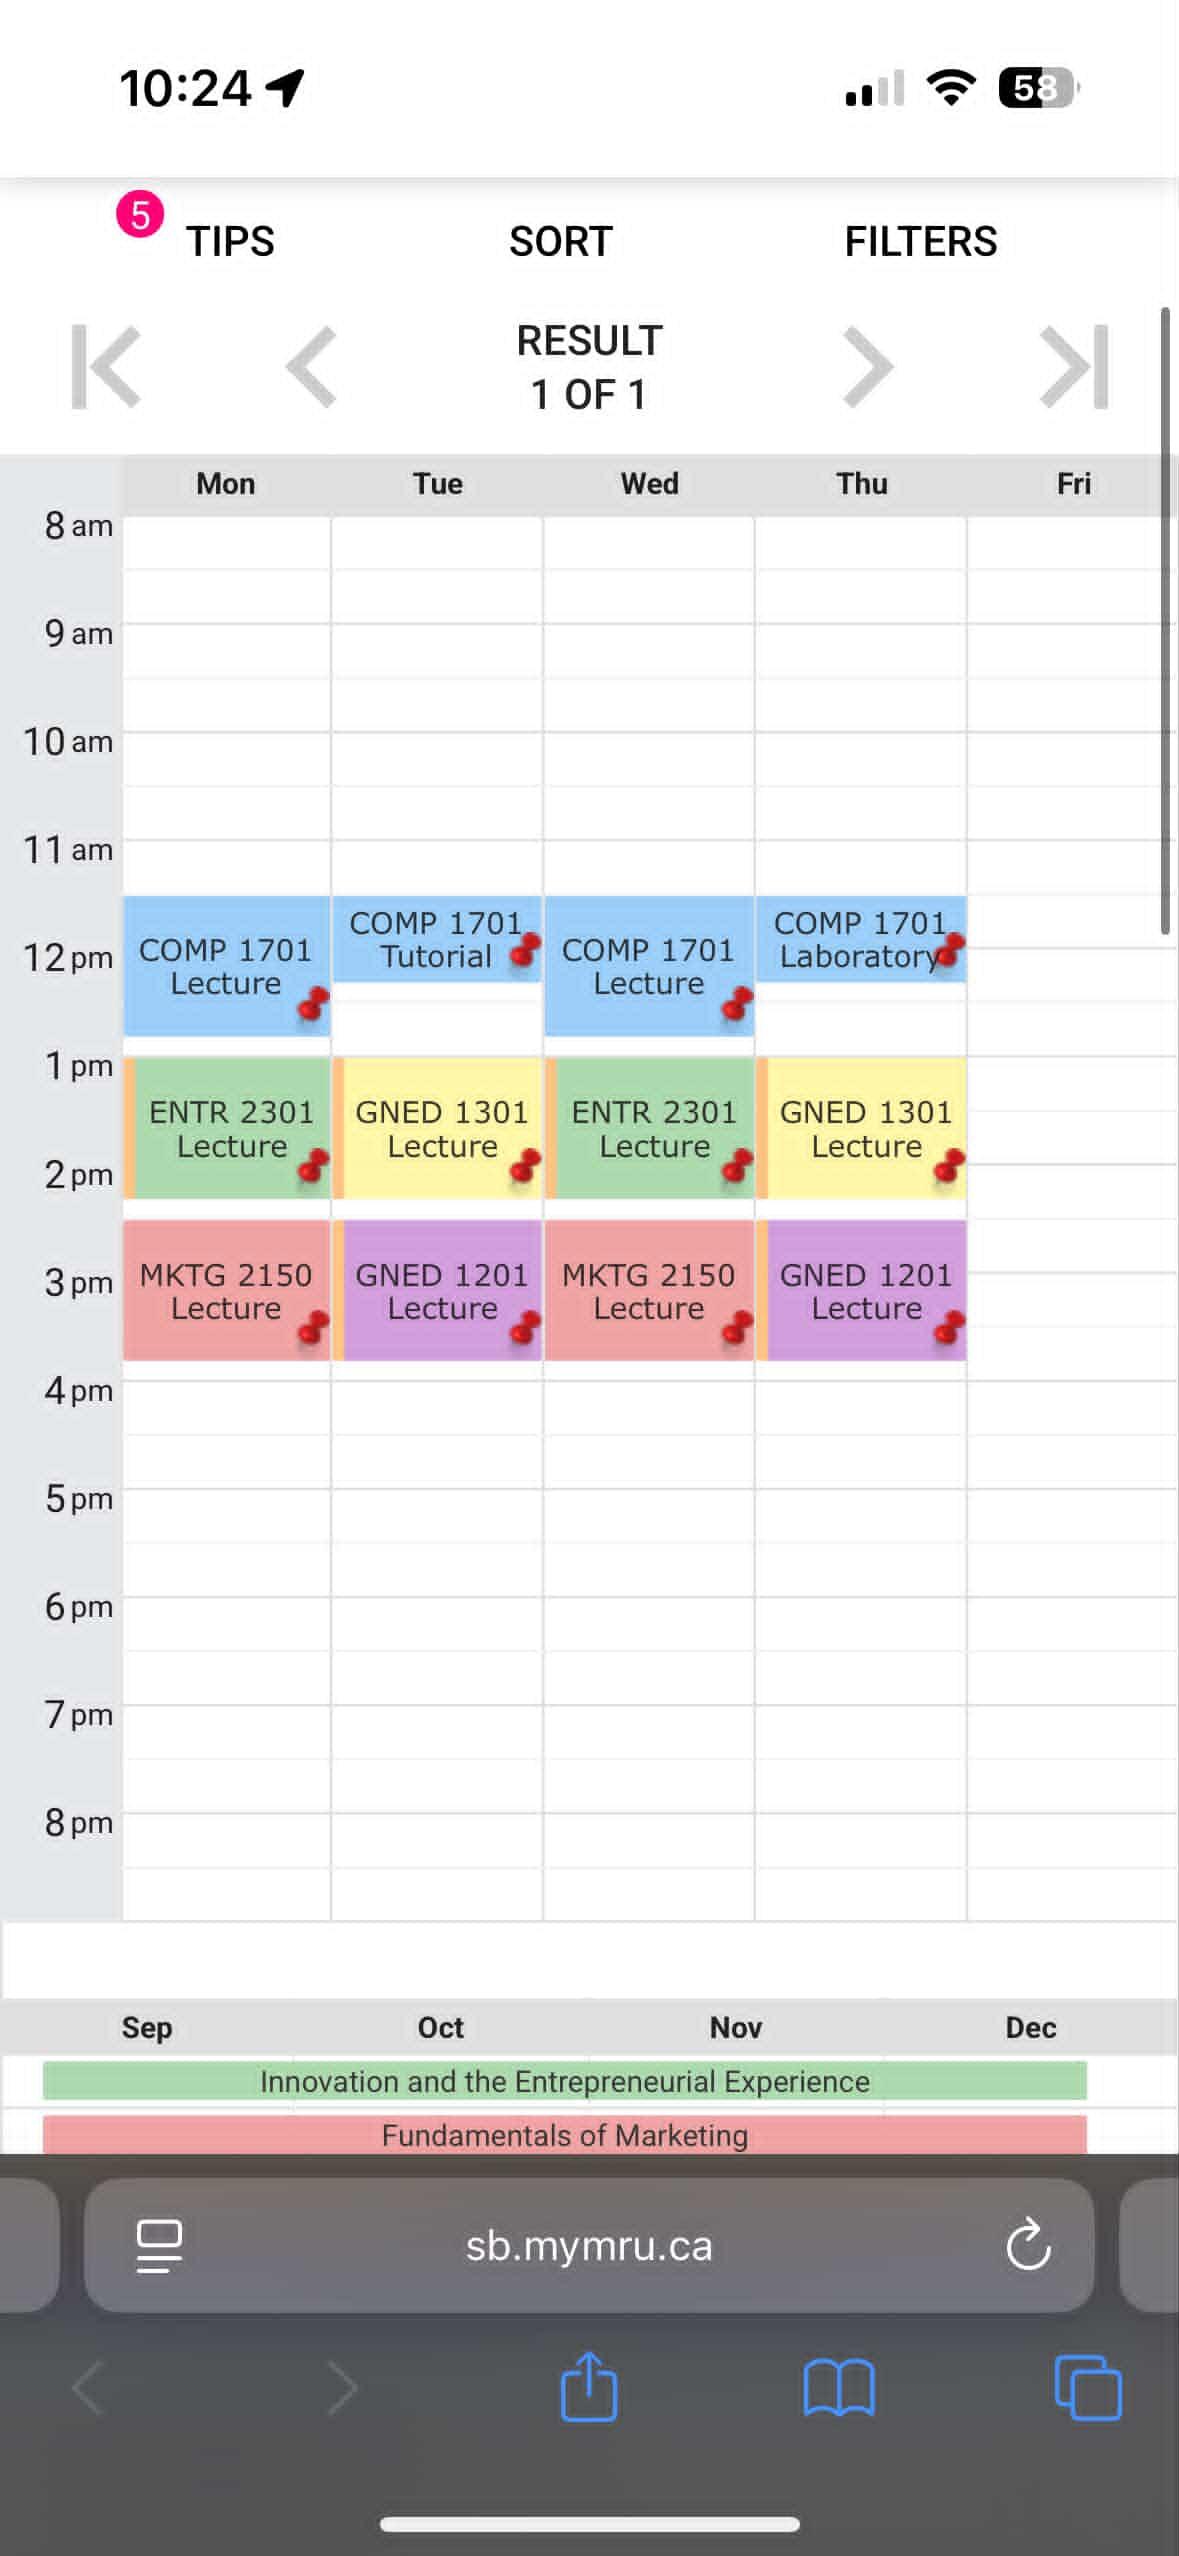 10:24
58
5
TIPS
SORT
FILTERS
RESULT
1 OF 1
Mon Tue Wed Thu Fri
8 am
9 am
10 am
11 am
COMP 1701
Lecture
COMP 1701
Tutorial
COMP 1701
Lecture
COMP 1701
Laboratory
12 pm
1 pm
ENTR 2301
Lecture
GNED 1301
Lecture
ENTR 2301
Lecture
GNED 1301
Lecture
2 pm
MKTG 2150
Lecture
GNED 1201
Lecture
MKTG 2150
Lecture
GNED 1201
Lecture
3 pm
4 pm
5 pm
6 pm
7 pm
8 pm
Sep Oct Nov Dec
Innovation and the Entrepreneurial Experience
Fundamentals of Marketing
sb.mymru.ca